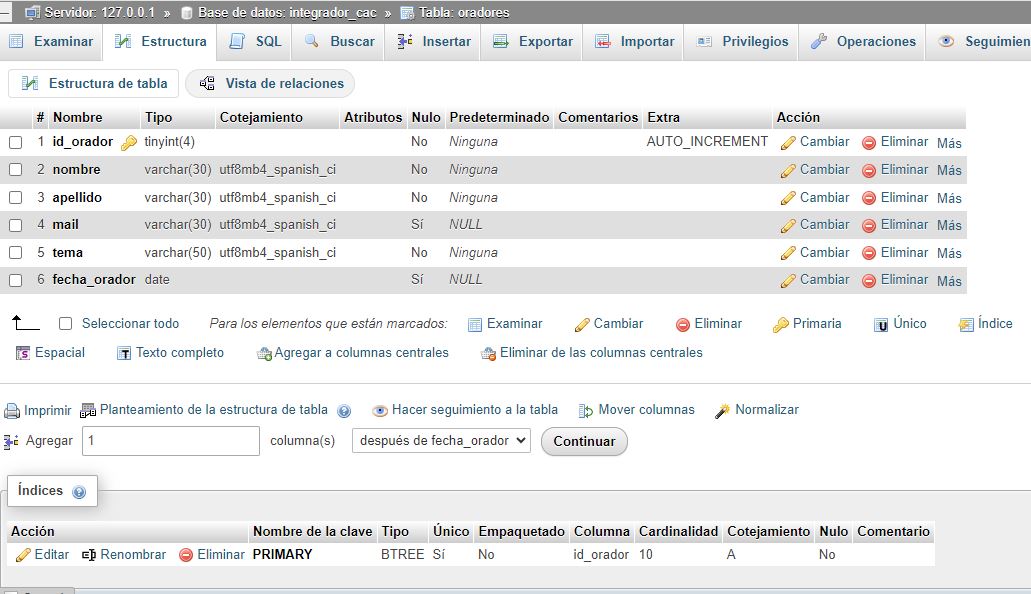 Servidor: 127.0.0.1 » Base de datos: integrador_cac » Tabla: oradores
Examinar Estructura SQL Buscar Insertar Exportar Importar Privilegios Operaciones Seguimien
Estructura de tabla Vista de relaciones
# Nombre Tipo Cotejamiento Atributos Nulo Predeterminado Comentarios Extra Acción
1 id_orador tinyint(4) No Ninguna AUTO_INCREMENT Cambiar Eliminar Más
2 nombre varchar(30) utf8mb4_spanish_ci No Ninguna Cambiar Eliminar Más
3 apellido varchar(30) utf8mb4_spanish_ci No Ninguna Cambiar Eliminar Más
4 mail varchar(30) utf8mb4_spanish_ci Sí NULL Cambiar Eliminar Más
5 tema varchar(50) utf8mb4_spanish_ci No Ninguna Cambiar Eliminar Más
6 fecha_orador date Sí NULL Cambiar Eliminar Más
Seleccionar todo Para los elementos que están marcados: Examinar Cambiar Eliminar Primaria Único Índice
Espacial Texto completo Agregar a columnas centrales Eliminar de las columnas centrales
Imprimir Planteamiento de la estructura de tabla Hacer seguimiento a la tabla Mover columnas Normalizar
Agregar 1 columna(s) después de fecha_orador Continuar
Índices
Acción Nombre de la clave Tipo Único Empaquetado Columna Cardinalidad Cotejamiento Nulo Comentario
Editar Renombrar Eliminar PRIMARY BTREE Sí No id_orador 10 A No